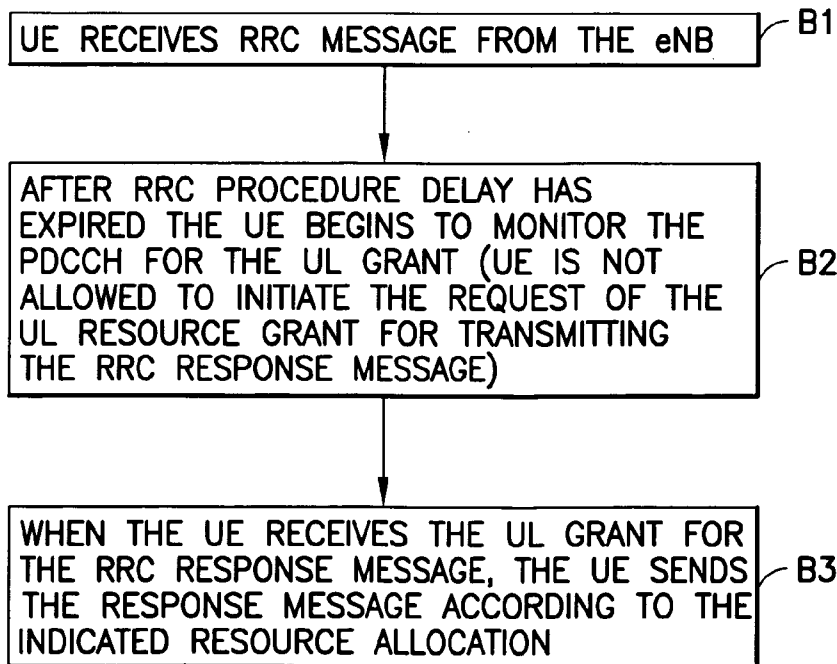 UE RECEIVES RRC MESSAGE FROM THE eNB
B1
AFTER RRC PROCEDURE DELAY HAS
EXPIRED THE UE BEGINS TO MONITOR THE
PDCCH FOR THE UL GRANT (UE IS NOT
ALLOWED TO INITIATE THE REQUEST OF THE
UL RESOURCE GRANT FOR TRANSMITTING
THE RRC RESPONSE MESSAGE)
B2
WHEN THE UE RECEIVES THE UL GRANT FOR
THE RRC RESPONSE MESSAGE, THE UE SENDS
THE RESPONSE MESSAGE ACCORDING TO THE
INDICATED RESOURCE ALLOCATION
B3